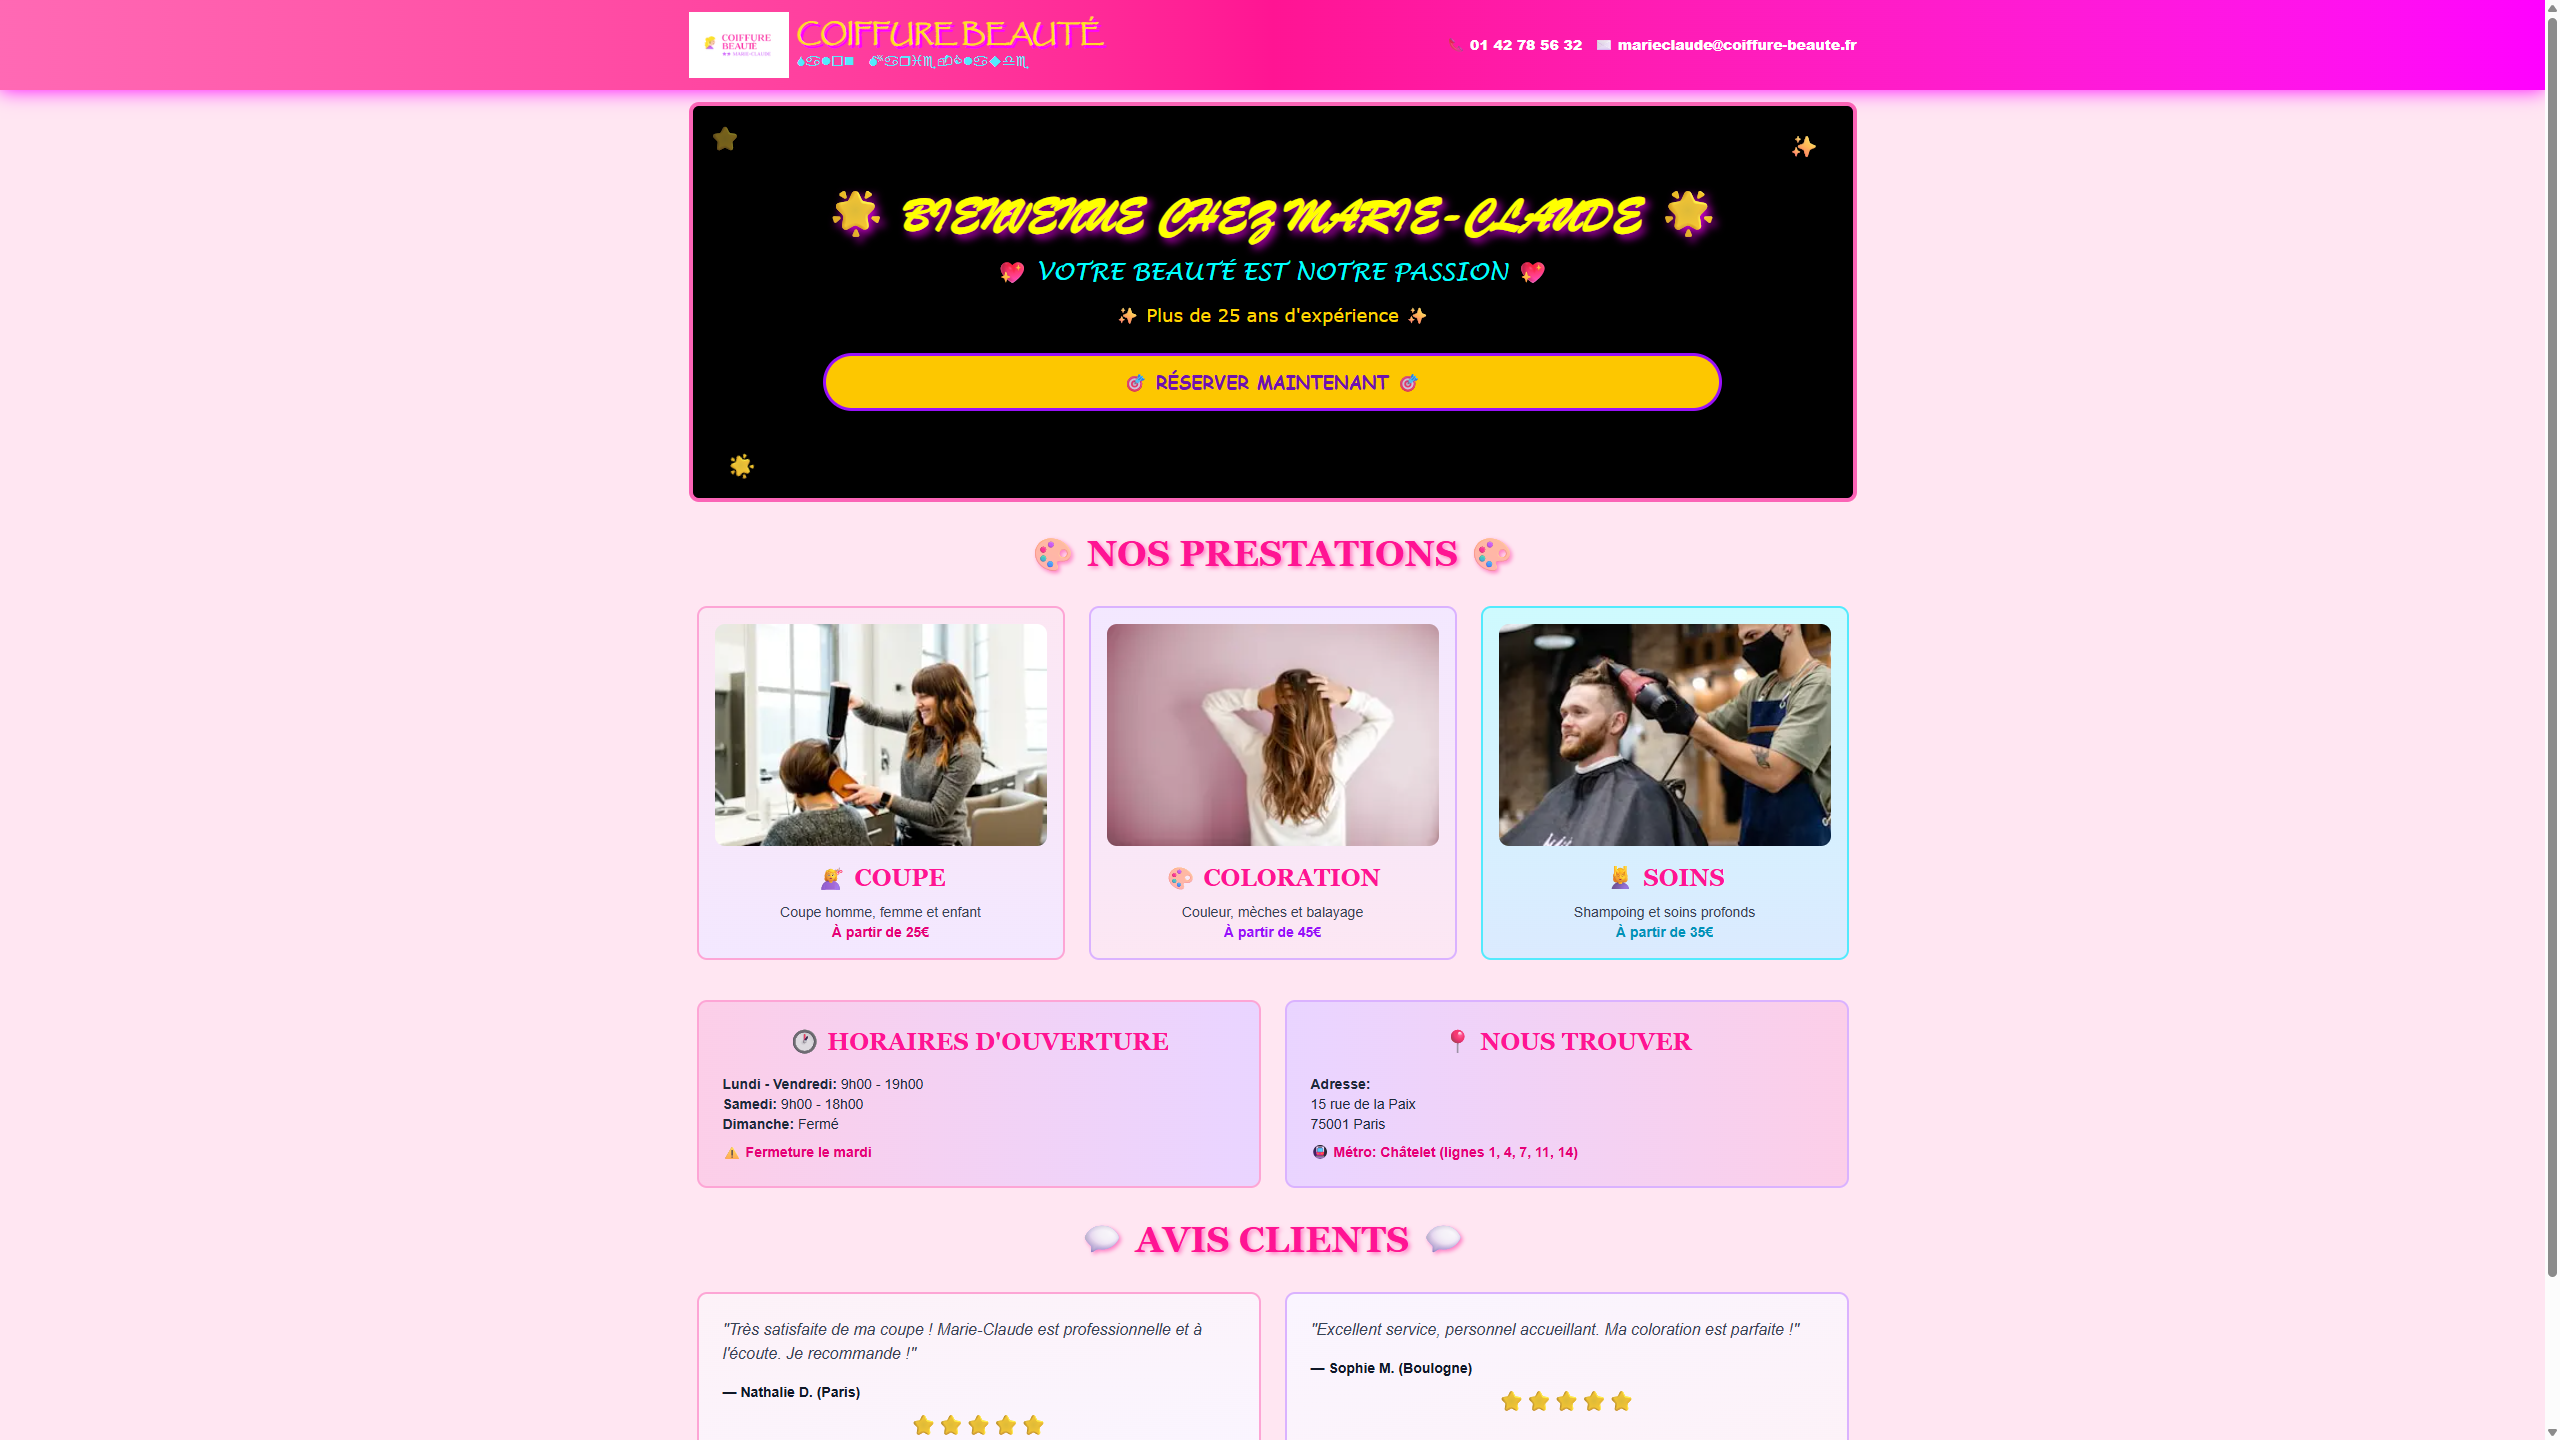 COIFFURE
BEAUTE
MARIE-CLAUDE
COIFFURE BEAUTÉ
📞 01 42 78 56 32 ✉️ marieclaude@coiffure-beaute.fr
🌟 BIENVENUE CHEZ MARIE-CLAUDE 🌟
💖 VOTRE BEAUTÉ EST NOTRE PASSION 💖
✨ Plus de 25 ans d'expérience ✨
🎯 RÉSERVER MAINTENANT 🎯
🎨 NOS PRESTATIONS 🎨
💇‍♀️ COUPE
Coupe homme, femme et enfant
À partir de 25€
🎨 COLORATION
Couleur, mèches et balayage
À partir de 45€
💆‍♀️ SOINS
Shampoing et soins profonds
À partir de 35€
🕐 HORAIRES D'OUVERTURE
Lundi - Vendredi: 9h00 - 19h00
Samedi: 9h00 - 18h00
Dimanche: Fermé
⚠️ Fermeture le mardi
📍 NOUS TROUVER
Adresse:
15 rue de la Paix
75001 Paris
🚇 Métro: Châtelet (lignes 1, 4, 7, 11, 14)
💬 AVIS CLIENTS 💬
"Très satisfaite de ma coupe ! Marie-Claude est professionnelle et à
l'écoute. Je recommande !"
— Nathalie D. (Paris)
⭐⭐⭐⭐⭐
"Excellent service, personnel accueillant. Ma coloration est parfaite !"
— Sophie M. (Boulogne)
⭐⭐⭐⭐⭐